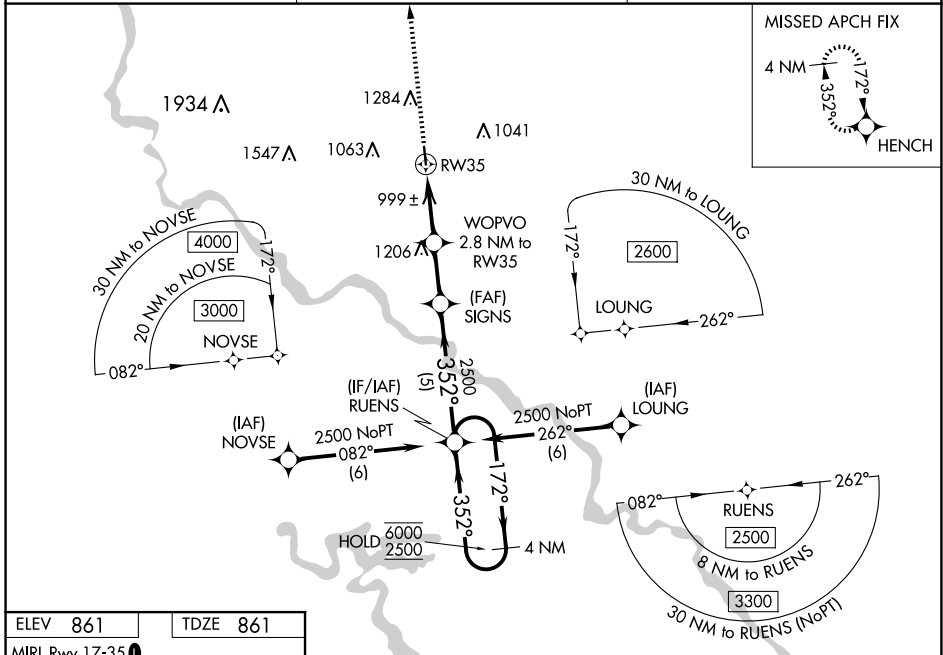 MISSED APCH FIX
4 NM
172°
352°
HENCH
1934
1284
1041
1547
1063
RW35
999 ±
WOPVO
2.8 NM to
RW35
1206
(FAF)
SIGNS
30 NM to NOVSE
4000
172°
20 NM to NOVSE
3000
NOVSE
082°
30 NM to LOUNG
172°
2600
LOUNG
262°
2500
352°
(5)
(IF/IAF)
RUENS
(IAF)
NOVSE
2500 NoPT
082°
(6)
(IAF)
LOUNG
2500 NoPT
262°
(6)
172°
352°
HOLD 6000
2500
4 NM
082°
262°
RUENS
2500
8 NM to RUENS
3300
30 NM to RUENS (NoPT)
ELEV 861
TDZE 861
MIRL Rwy 17-35 L